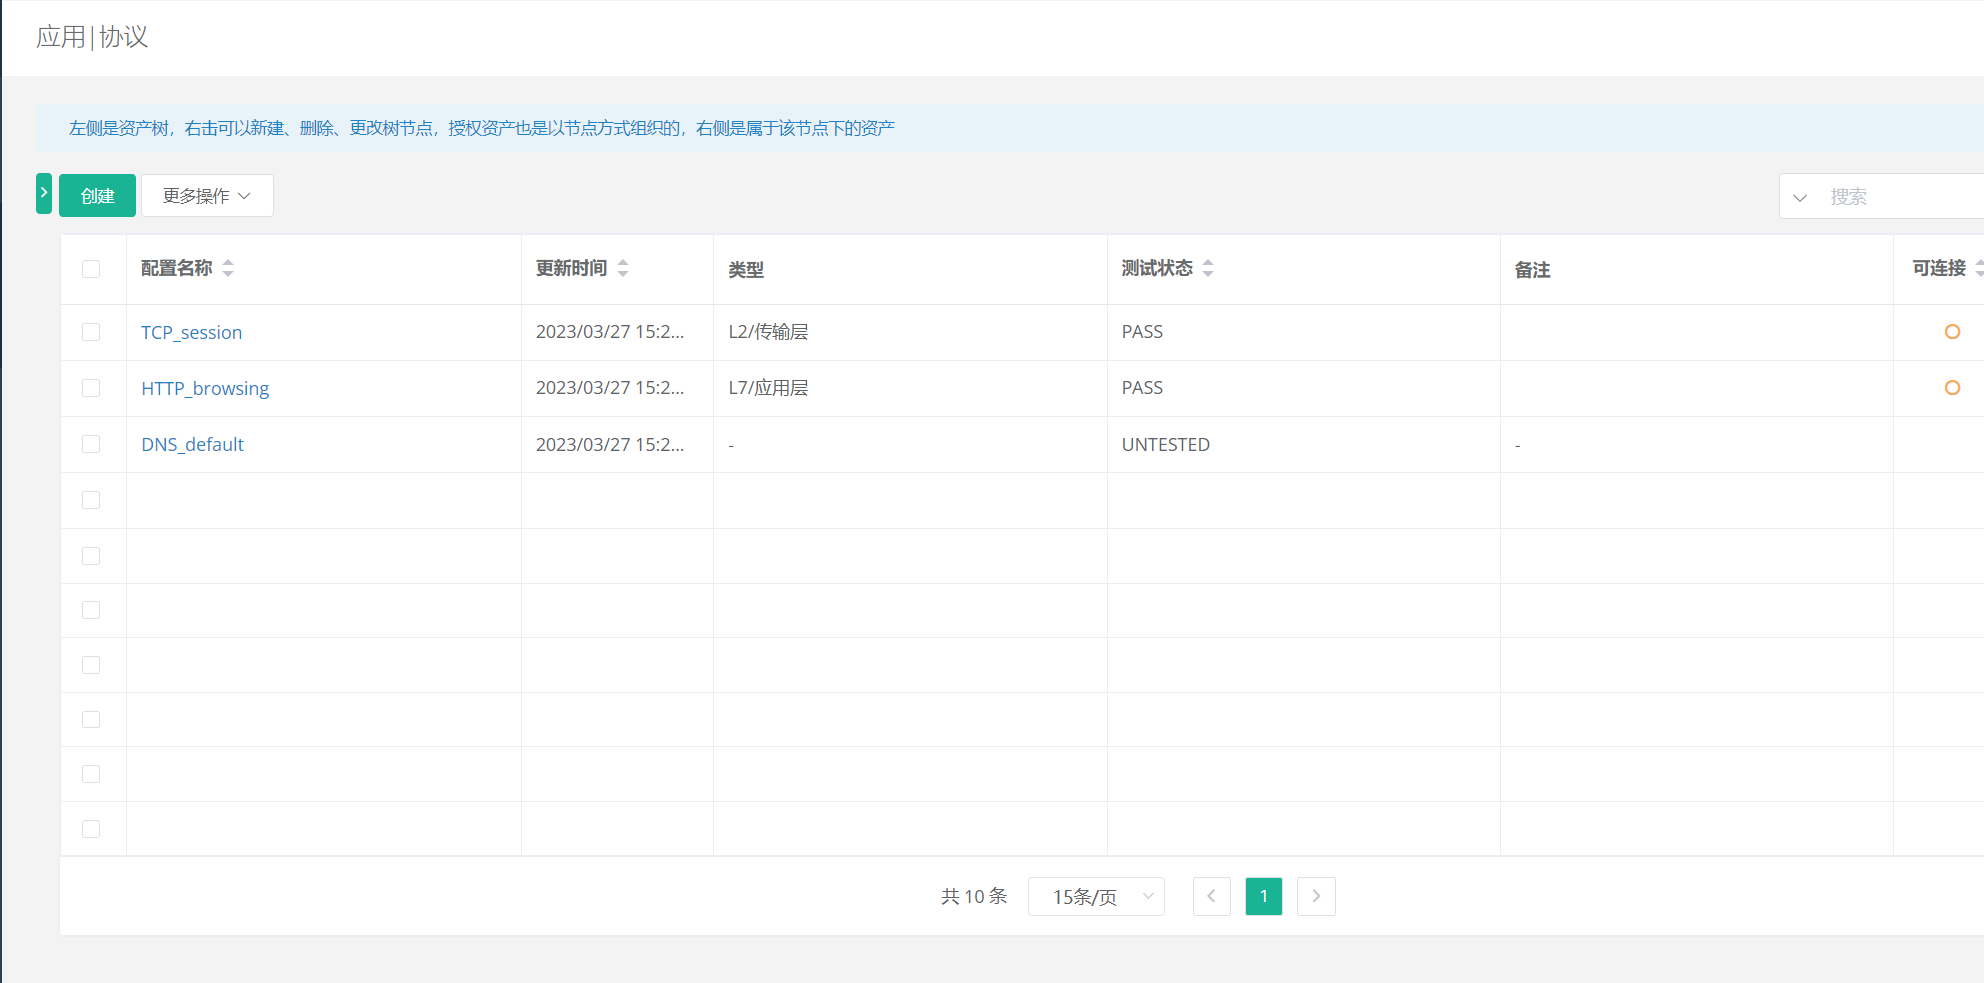 应用|协议
左侧是资产树，右击可以新建、删除、更改树节点，授权资产也是以节点方式组织的，右侧是属于该节点下的资产
创建 更多操作 搜索
配置名称 更新时间 类型 测试状态 备注 可连接
TCP_session 2023/03/27 15:2... L2/传输层 PASS
HTTP_browsing 2023/03/27 15:2... L7/应用层 PASS
DNS_default 2023/03/27 15:2... - UNTESTED -
共 10 条 15条/页 1